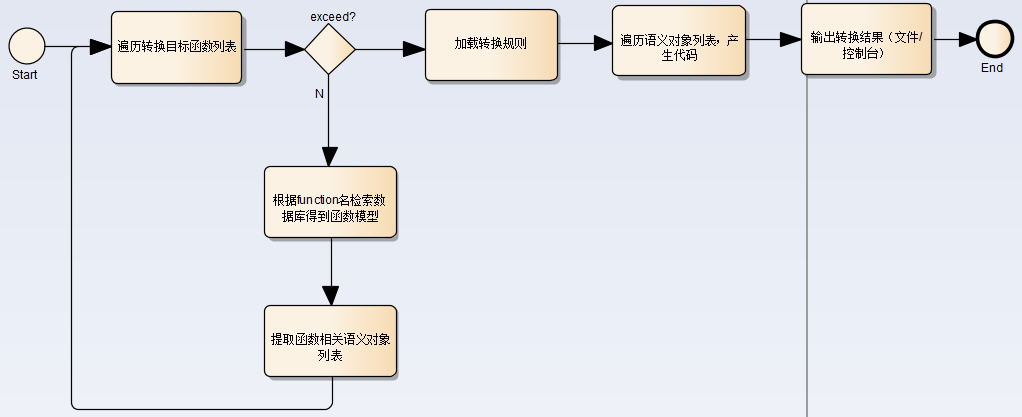 exceed?
Start
遍历转换目标函数列表
加载转换规则
遍历语义对象列表，产
生代码
输出转换结果（文件/
控制台）
End
N
根据function名检索数
据库得到函数模型
提取函数相关语义对象
列表